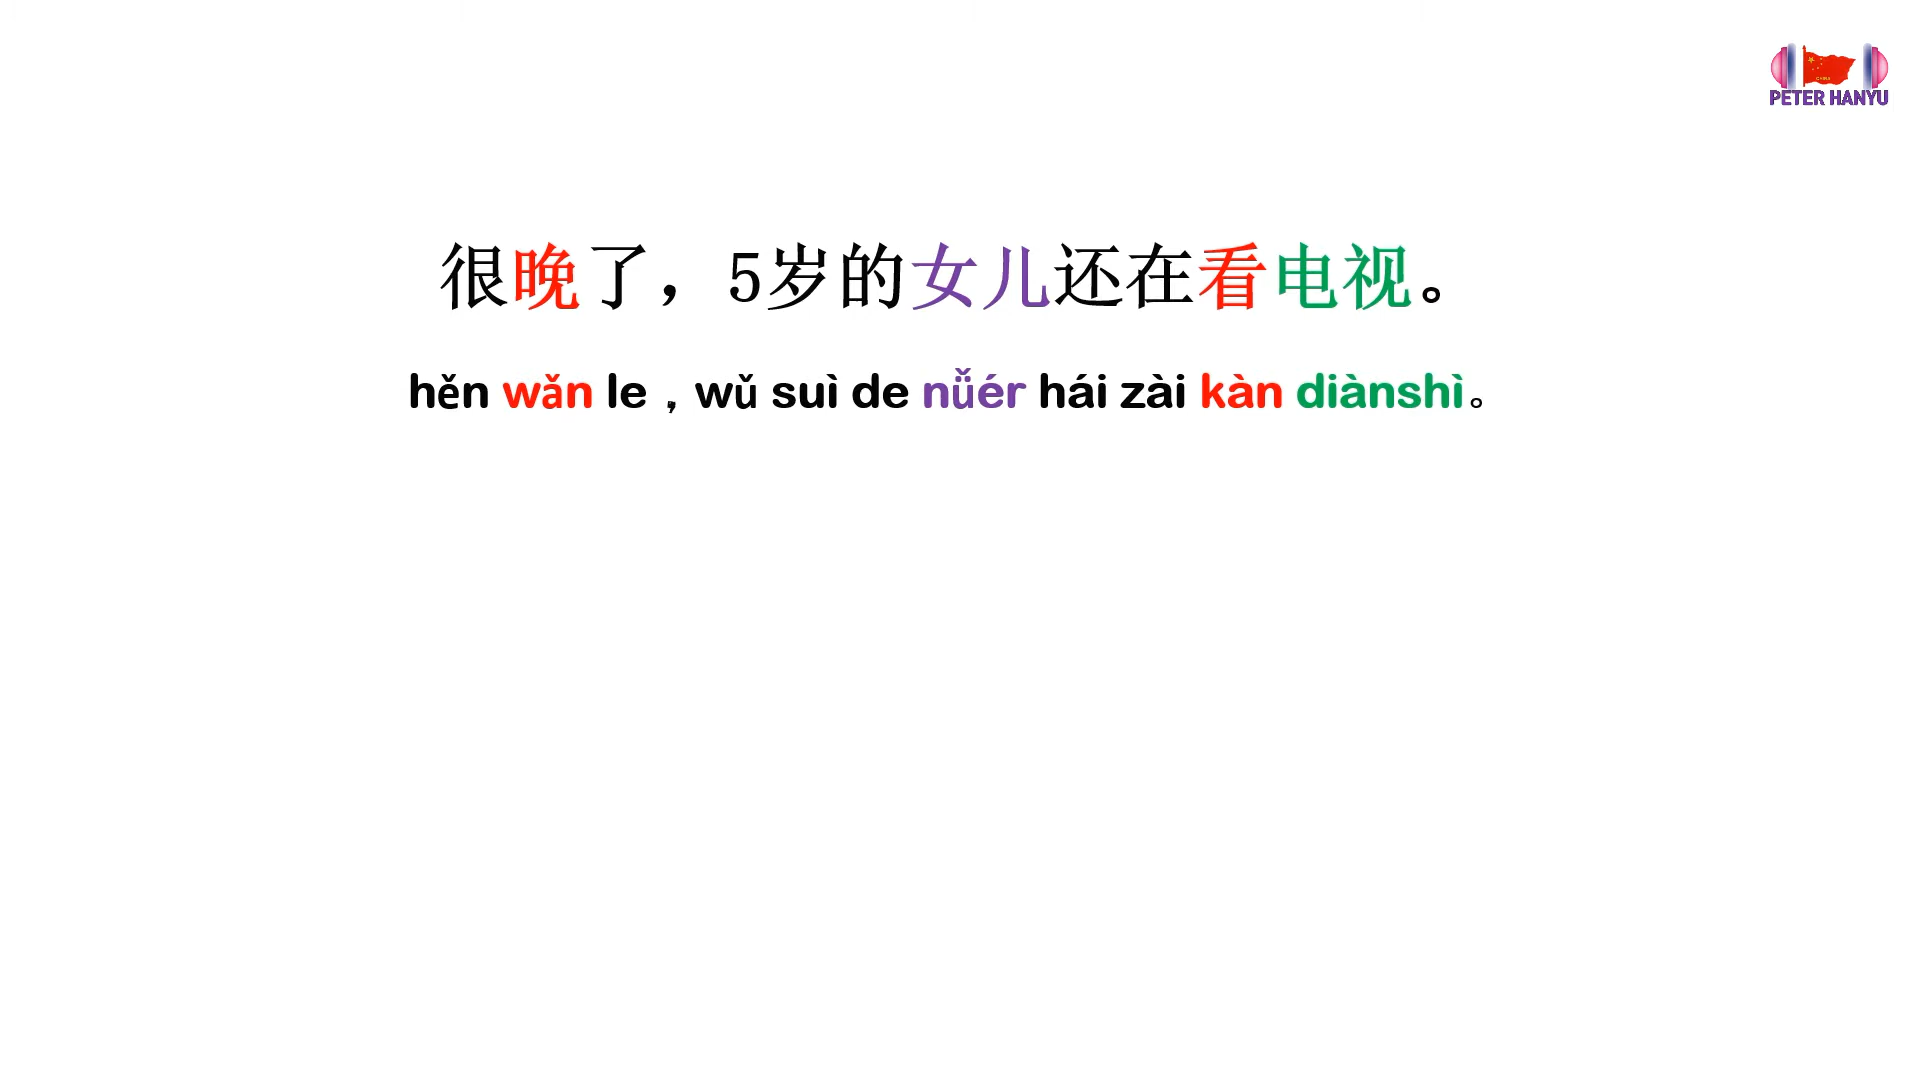 PETER HANYU
很晚了，5岁的女儿还在看电视。
hěn wǎn le，wǔ suì de nǚér hái zài kàn diànshì。